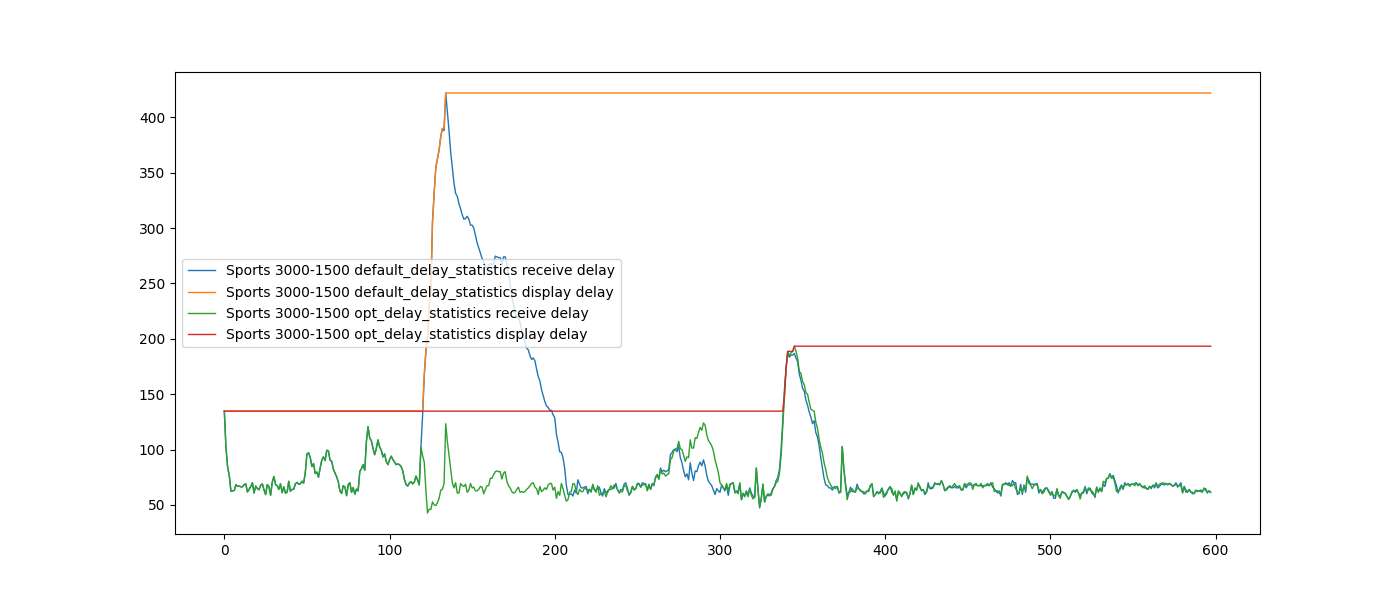 400
350
300
250
200
150
100
50
Sports 3000-1500 default_delay_statistics receive delay
Sports 3000-1500 default_delay_statistics display delay
Sports 3000-1500 opt_delay_statistics receive delay
Sports 3000-1500 opt_delay_statistics display delay
0 100 200 300 400 500 600